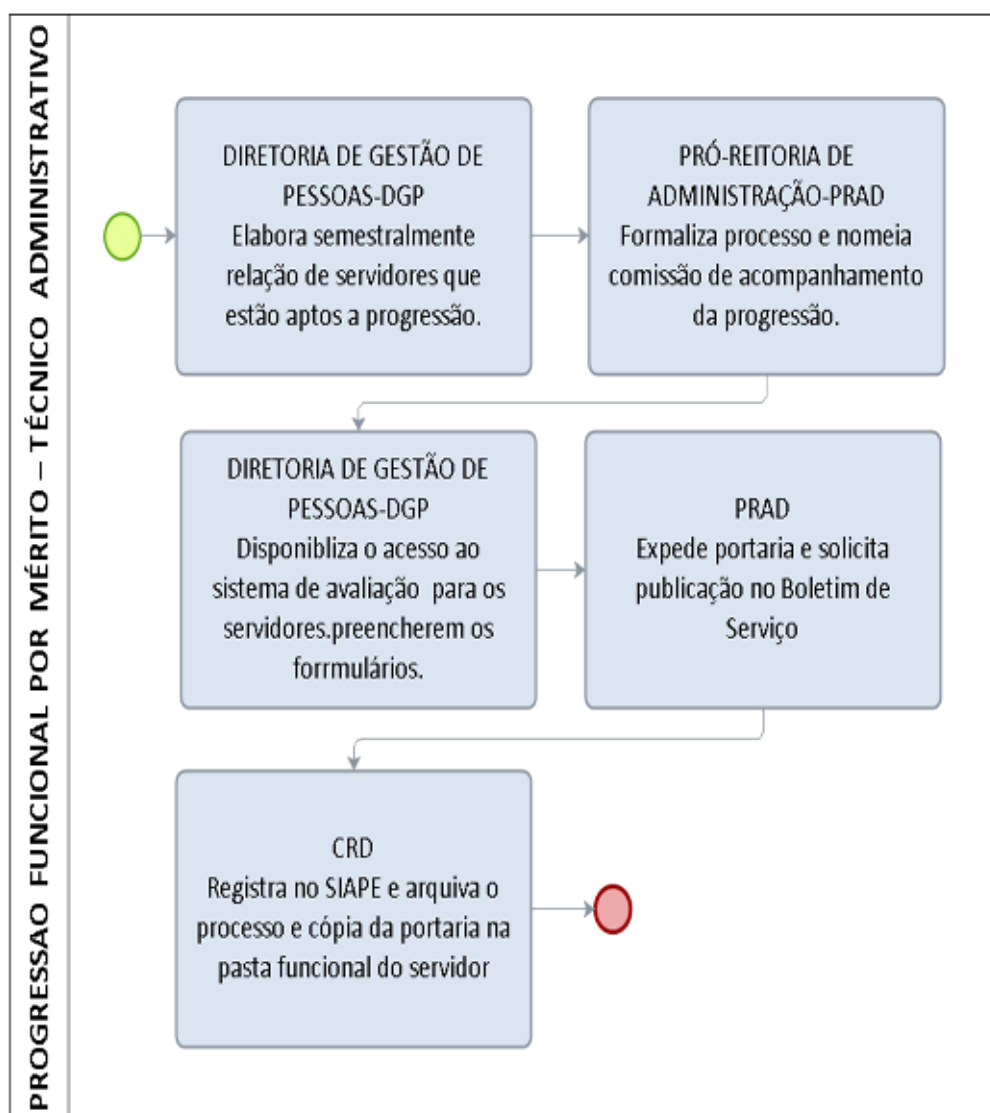 PROGRESSAO FUNCIONAL POR MÉRITO – TÉCNICO ADMINISTRATIVO
DIRETORIA DE GESTÃO DE
PESSOAS-DGP
Elabora semestralmente
relação de servidores que
estão aptos a progressão.
PRÓ-REITORIA DE
ADMINISTRAÇÃO-PRAD
Formaliza processo e nomeia
comissão de acompanhamento
da progressão.
DIRETORIA DE GESTÃO DE
PESSOAS-DGP
Disponibliza o acesso ao
sistema de avaliação para os
servidores.preencherem os
forrmulários.
PRAD
Expede portaria e solicita
publicação no Boletim de
Serviço
CRD
Registra no SIAPE e arquiva o
processo e cópia da portaria na
pasta funcional do servidor